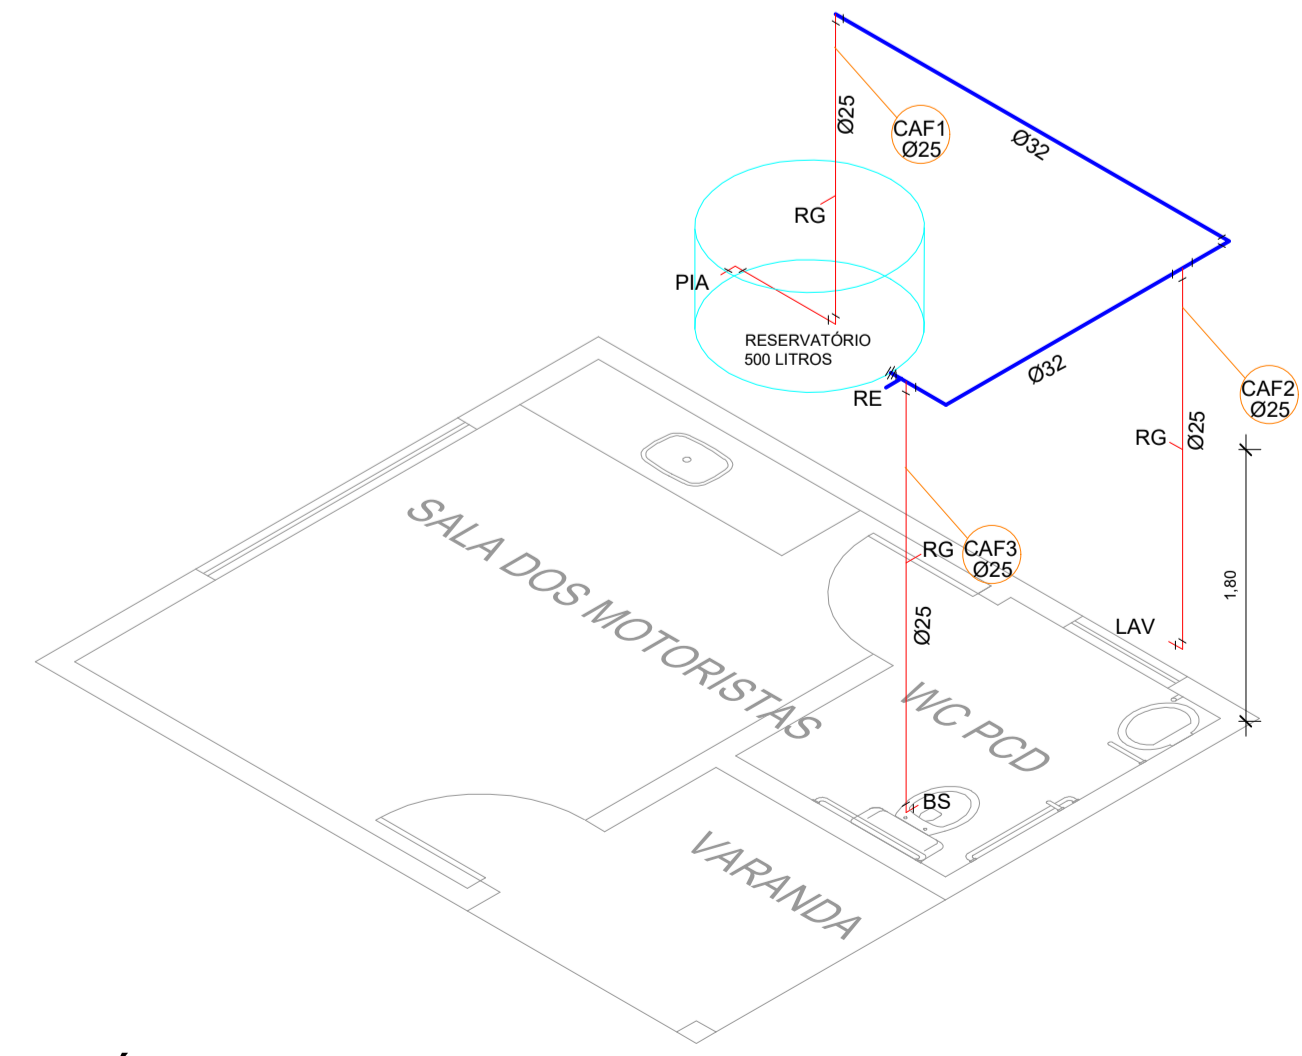 Ø25
CAF1
Ø25
Ø32
RG
PIA
RESERVATÓRIO
500 LITROS
RE
Ø32
CAF2
Ø25
RG
Ø25
SALA DOS MOTORISTAS
RG
CAF3
Ø25
Ø25
1,80
LAV
WC PCD
BS
VARANDA